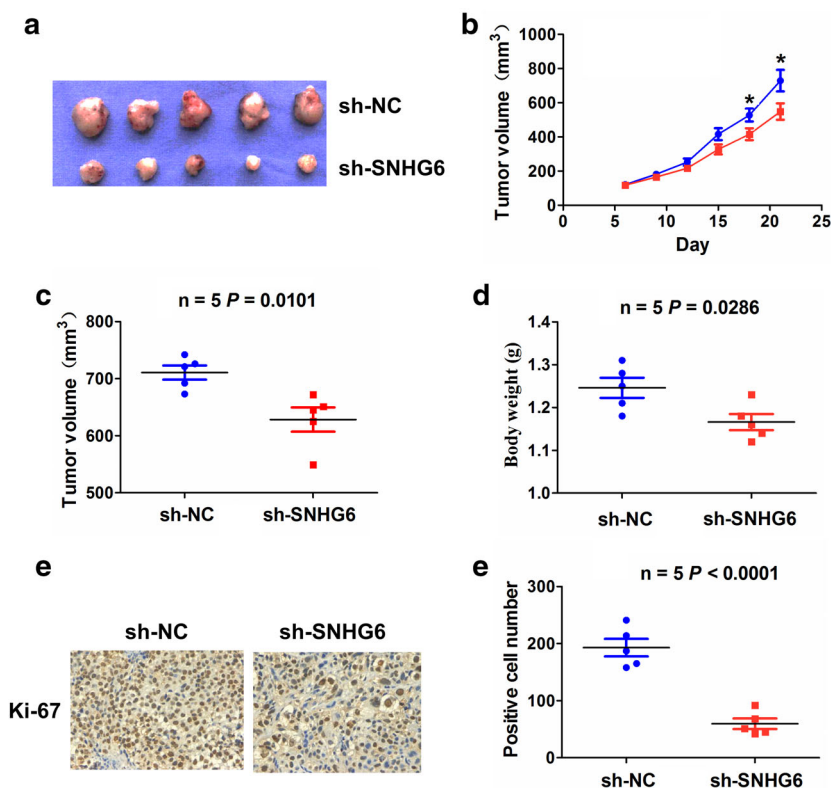 a
sh-NC
sh-SNHG6
b
Tumor volume (mm³)
1000
800
600
400
200
0
* *
0 5 10 15 20 25
Day
c
n = 5 P = 0.0101
Tumor volume (mm³)
800
700
600
500
sh-NC sh-SNHG6
d
n = 5 P = 0.0286
Body weight (g)
1.4
1.3
1.2
1.1
1.0
sh-NC sh-SNHG6
e
sh-NC sh-SNHG6
Ki-67
e
n = 5 P < 0.0001
Positive cell number
300
200
100
0
sh-NC sh-SNHG6